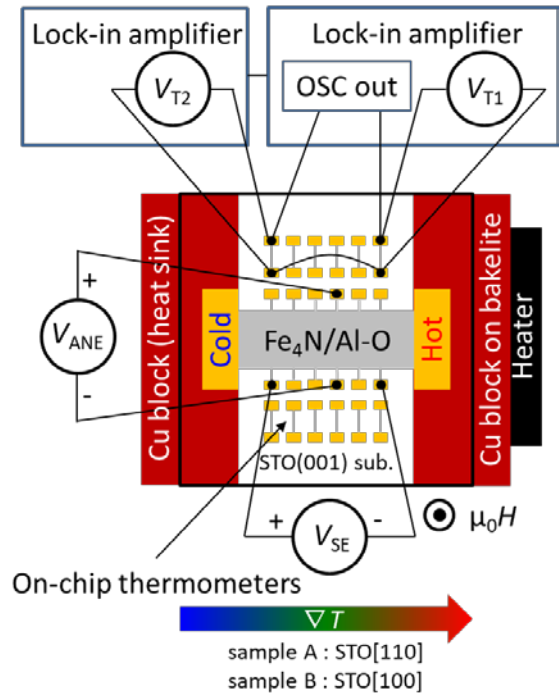 Lock-in amplifier
Lock-in amplifier
V_T2
OSC out
V_T1
Cu block (heat sink)
Cold
Fe₄N/Al-O
Hot
Cu block on bakelite
Heater
+
V_ANE
-
STO(001) sub.
+
V_SE
-
μ₀H
On-chip thermometers
▽ T
sample A : STO[110]
sample B : STO[100]